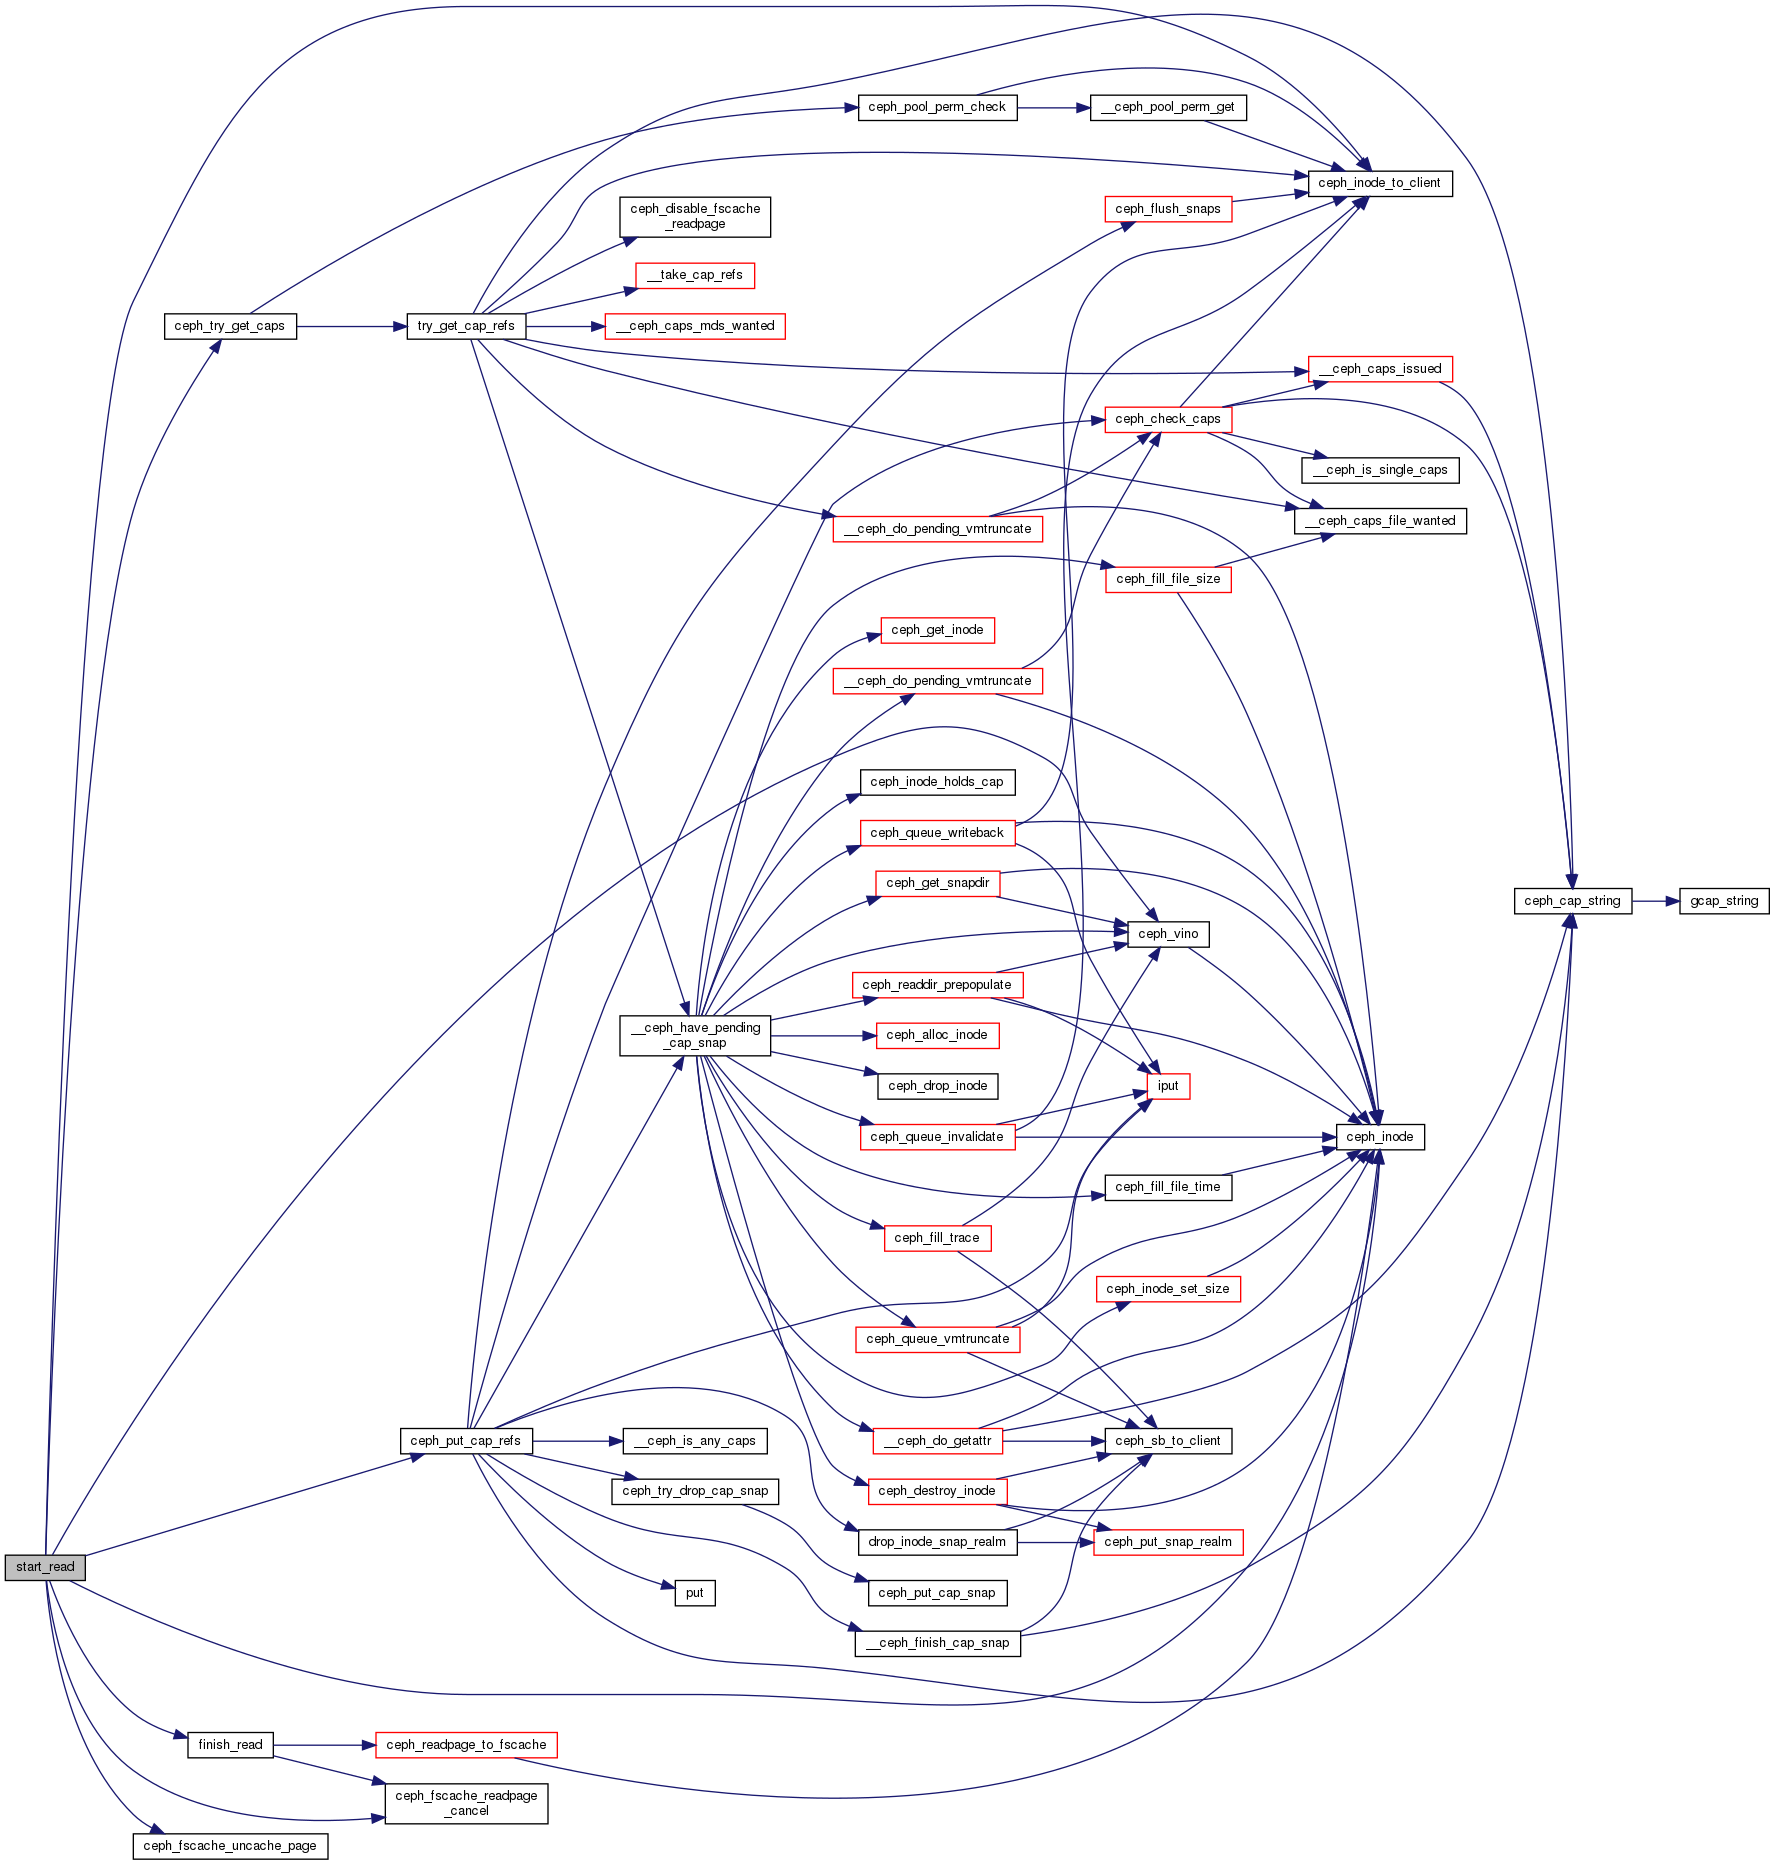 ceph_pool_perm_check
__ceph_pool_perm_get
ceph_inode_to_client
ceph_disable_fscache
_readpage
ceph_flush_snaps
__take_cap_refs
ceph_try_get_caps
try_get_cap_refs
__ceph_caps_mds_wanted
__ceph_caps_issued
ceph_check_caps
__ceph_is_single_caps
__ceph_do_pending_vmtruncate
__ceph_caps_file_wanted
ceph_fill_file_size
ceph_get_inode
__ceph_do_pending_vmtruncate
ceph_inode_holds_cap
ceph_queue_writeback
ceph_get_snapdir
ceph_cap_string
gcap_string
ceph_vino
ceph_readdir_prepopulate
__ceph_have_pending
_cap_snap
ceph_alloc_inode
ceph_drop_inode
iput
ceph_queue_invalidate
ceph_inode
ceph_fill_file_time
ceph_fill_trace
ceph_inode_set_size
ceph_queue_vmtruncate
ceph_put_cap_refs
__ceph_is_any_caps
__ceph_do_getattr
ceph_sb_to_client
ceph_try_drop_cap_snap
ceph_destroy_inode
drop_inode_snap_realm
ceph_put_snap_realm
start_read
put
ceph_put_cap_snap
__ceph_finish_cap_snap
finish_read
ceph_readpage_to_fscache
ceph_fscache_readpage
_cancel
ceph_fscache_uncache_page